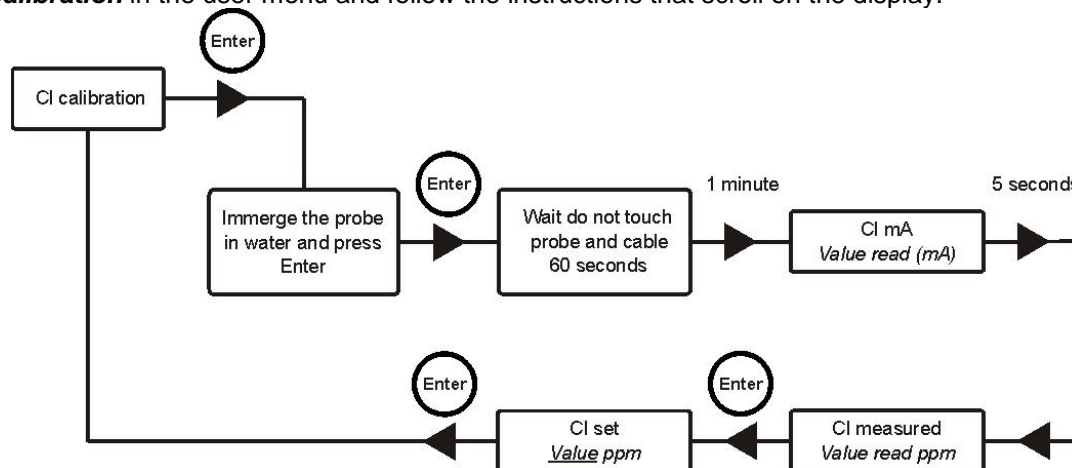 calibration in the user menu and follow the instructions that scroll on the display.
Enter
Cl calibration
Enter
1 minute
5 seconds
Immerge the probe
in water and press
Enter
Wait do not touch
probe and cable
60 seconds
Cl mA
Value read (mA)
Enter
Enter
Cl set
Value ppm
Cl measured
Value read ppm